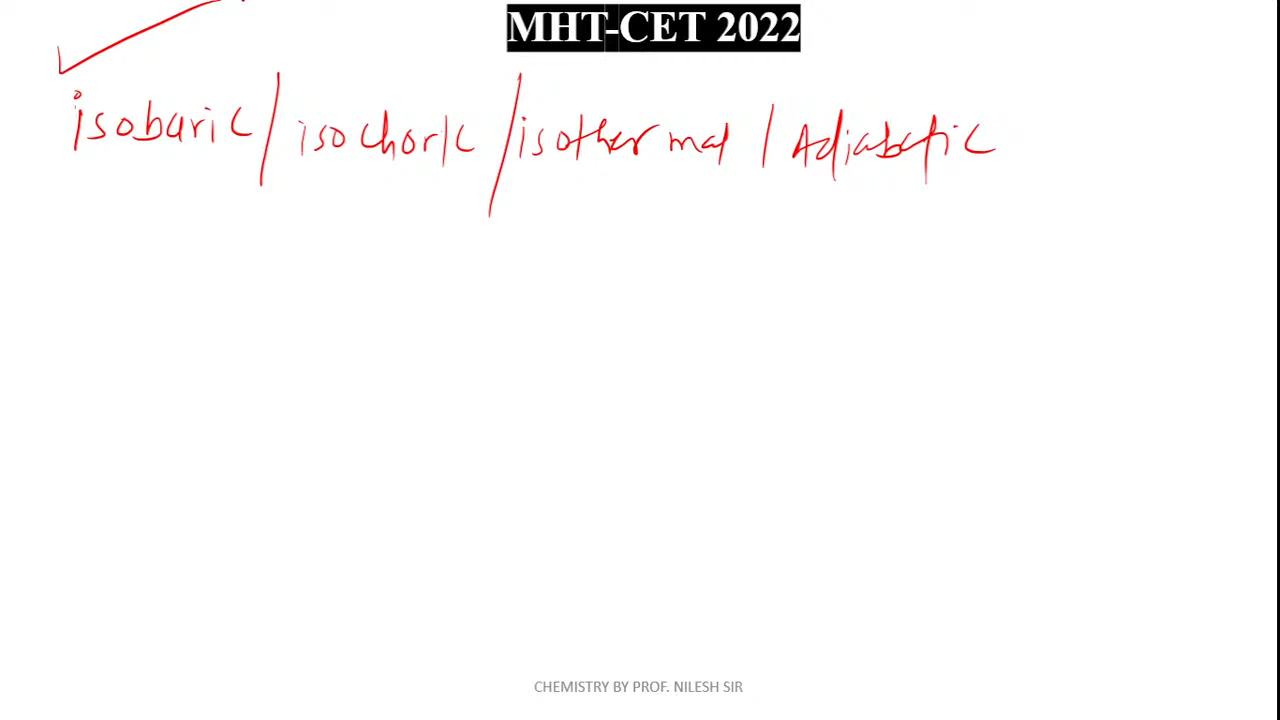 MHT-CET 2022
isobaric / isochoric / isothermal / Adiabatic
CHEMISTRY BY PROF. NILESH SIR